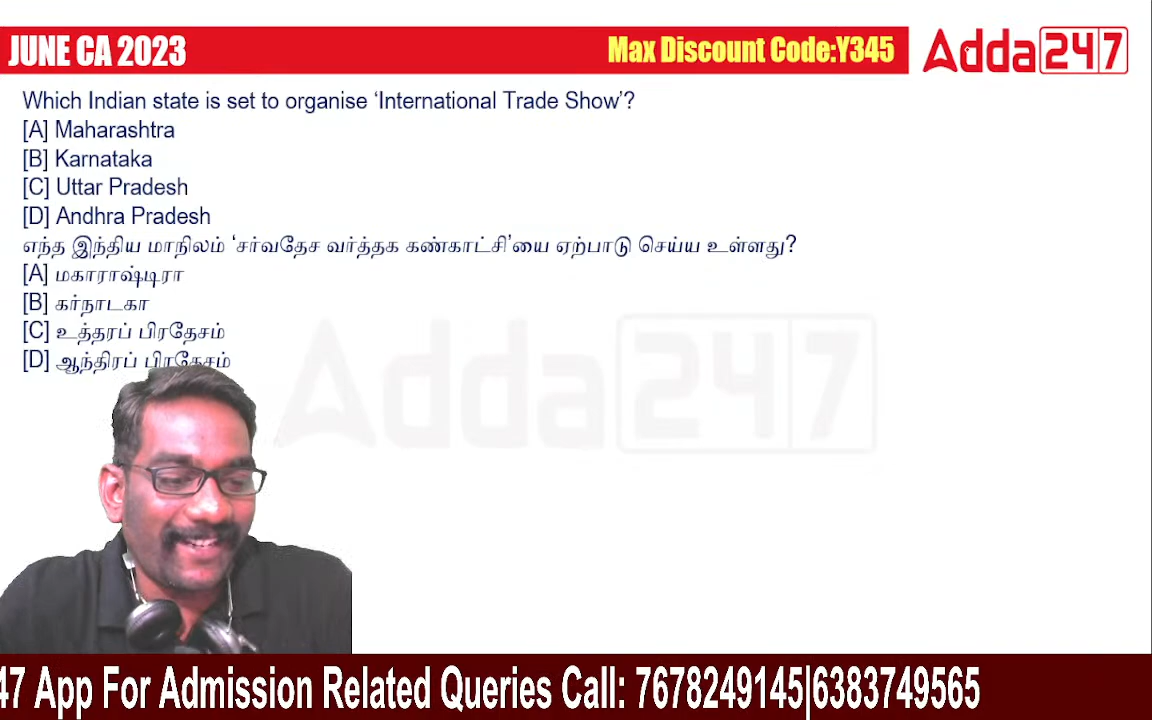 JUNE CA 2023
Max Discount Code:Y345
Adda247
Which Indian state is set to organise ‘International Trade Show’?
[A] Maharashtra
[B] Karnataka
[C] Uttar Pradesh
[D] Andhra Pradesh
எந்த இந்திய மாநிலம் ‘சர்வதேச வர்த்தக கண்காட்சி’யை ஏற்பாடு செய்ய உள்ளது?
[A] மகாராஷ்டிரா
[B] கர்நாடகா
[C] உத்தரப் பிரதேசம்
[D] ஆந்திரப் பிரதேசம்
Adda247
47 App For Admission Related Queries Call: 7678249145|6383749565